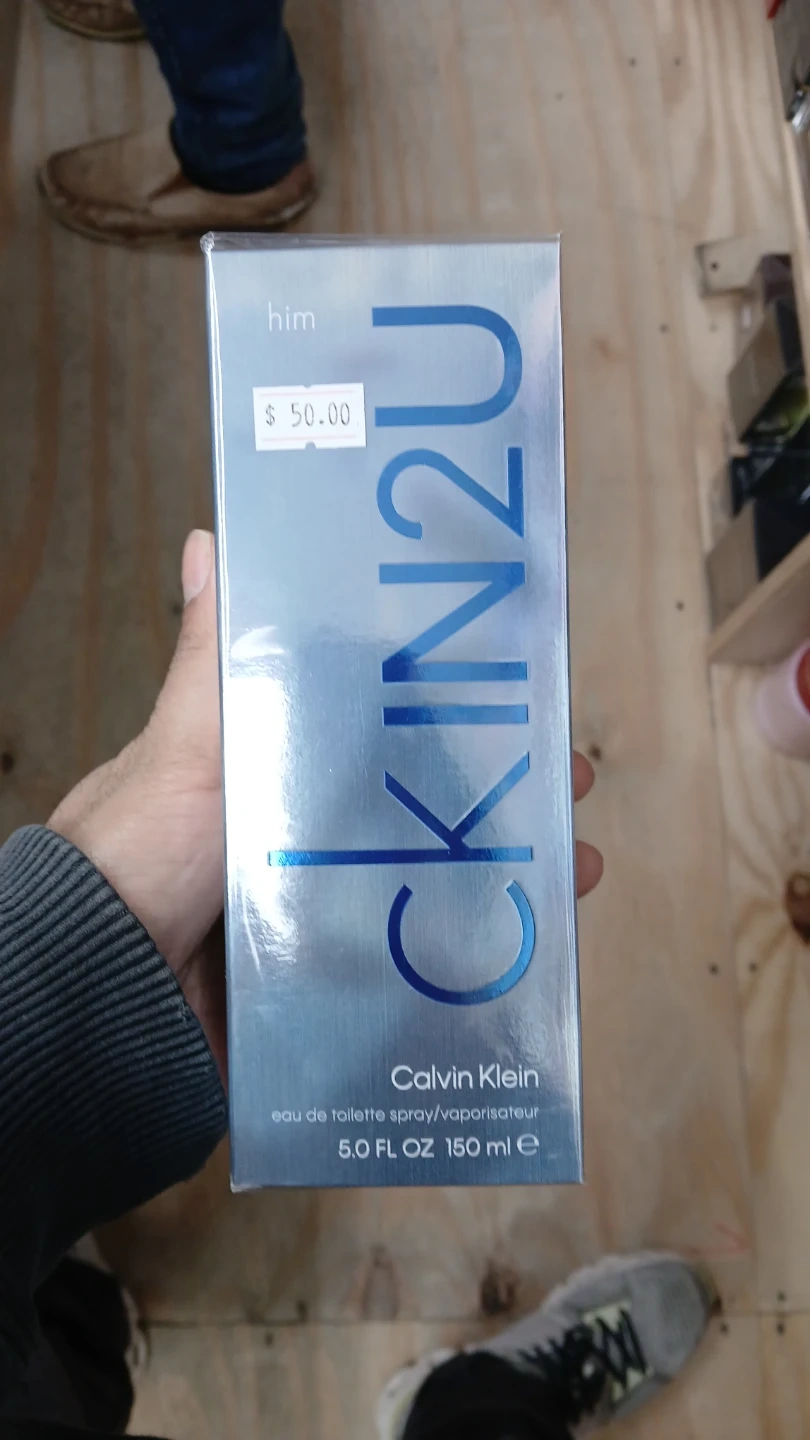 him
$ 50.00
ckIN2U
Calvin Klein
eau de toilette spray/vaporisateur
5.0 FL OZ 150 ml ℮